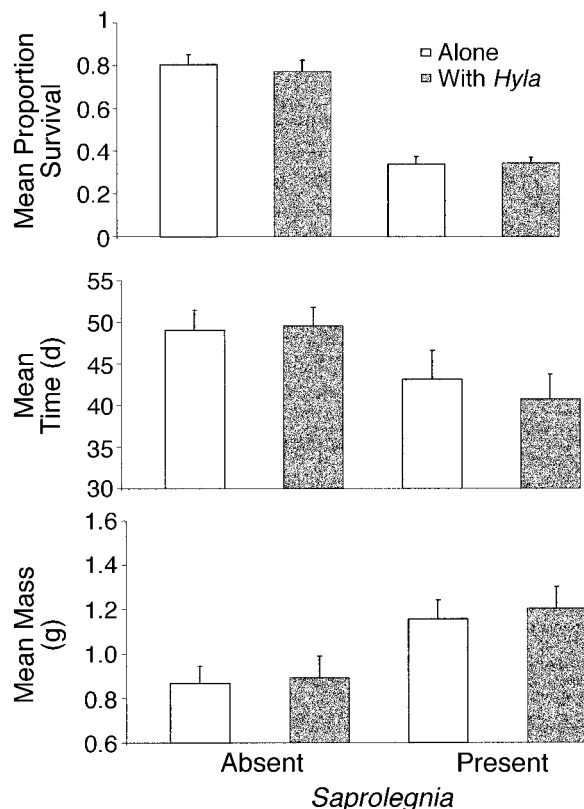 Mean Proportion
Survival
1
0.8
0.6
0.4
0.2
0
Alone
With Hyla
Mean
Time (d)
55
50
45
40
35
30
Mean Mass
(g)
1.6
1.4
1.2
1.0
0.8
0.6
Absent
Present
Saprolegnia